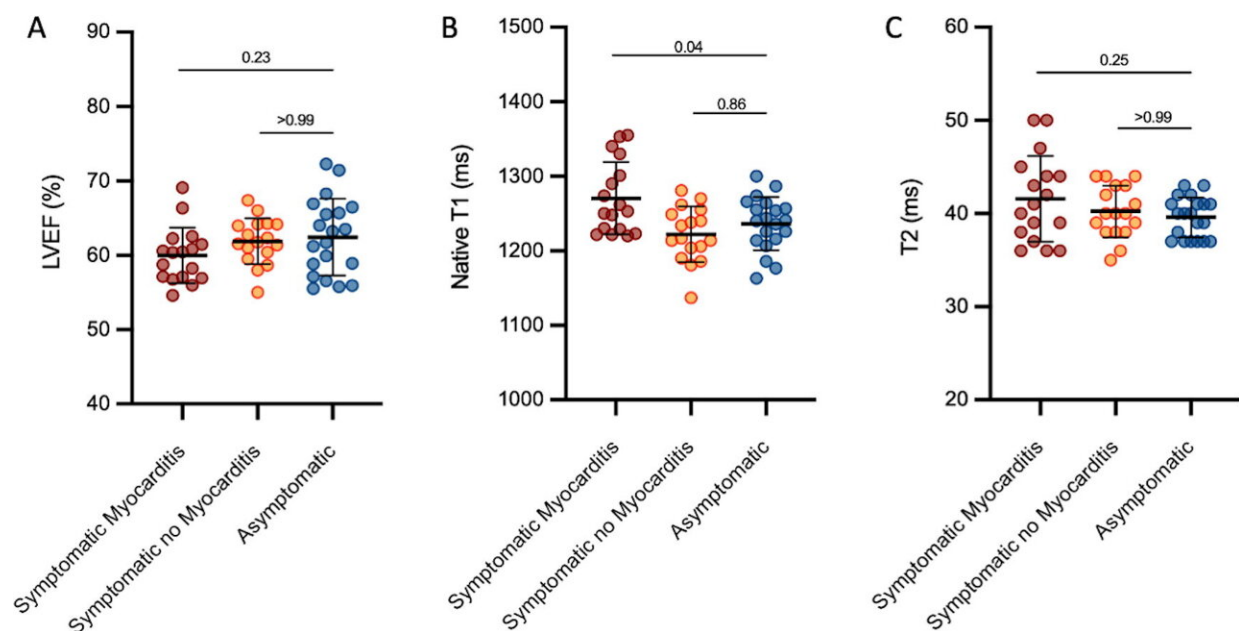 A
LVEF (%)
90
80
70
60
50
40
0.23
>0.99
Symptomatic Myocarditis
Symptomatic no Myocarditis
Asymptomatic
B
Native T1 (ms)
1500
1400
1300
1200
1100
1000
0.04
0.86
Symptomatic Myocarditis
Symptomatic no Myocarditis
Asymptomatic
C
T2 (ms)
60
50
40
30
20
0.25
>0.99
Symptomatic Myocarditis
Symptomatic no Myocarditis
Asymptomatic